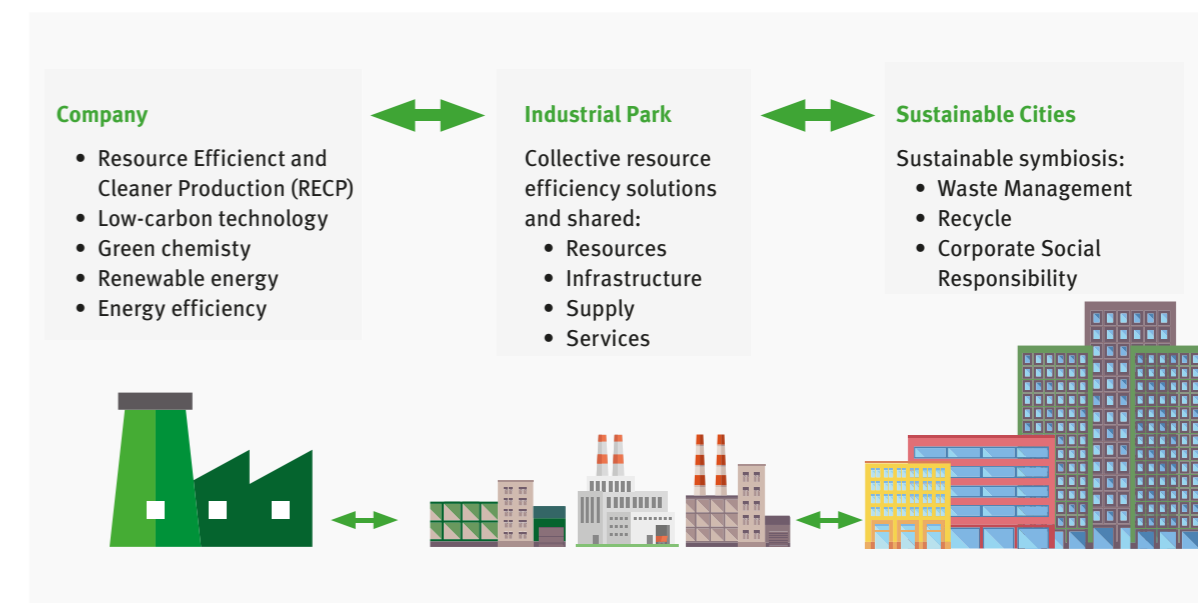 Company
• Resource Efficienct and
Cleaner Production (RECP)
• Low-carbon technology
• Green chemisty
• Renewable energy
• Energy efficiency
Industrial Park
Collective resource
efficiency solutions
and shared:
• Resources
• Infrastructure
• Supply
• Services
Sustainable Cities
Sustainable symbiosis:
• Waste Management
• Recycle
• Corporate Social
Responsibility